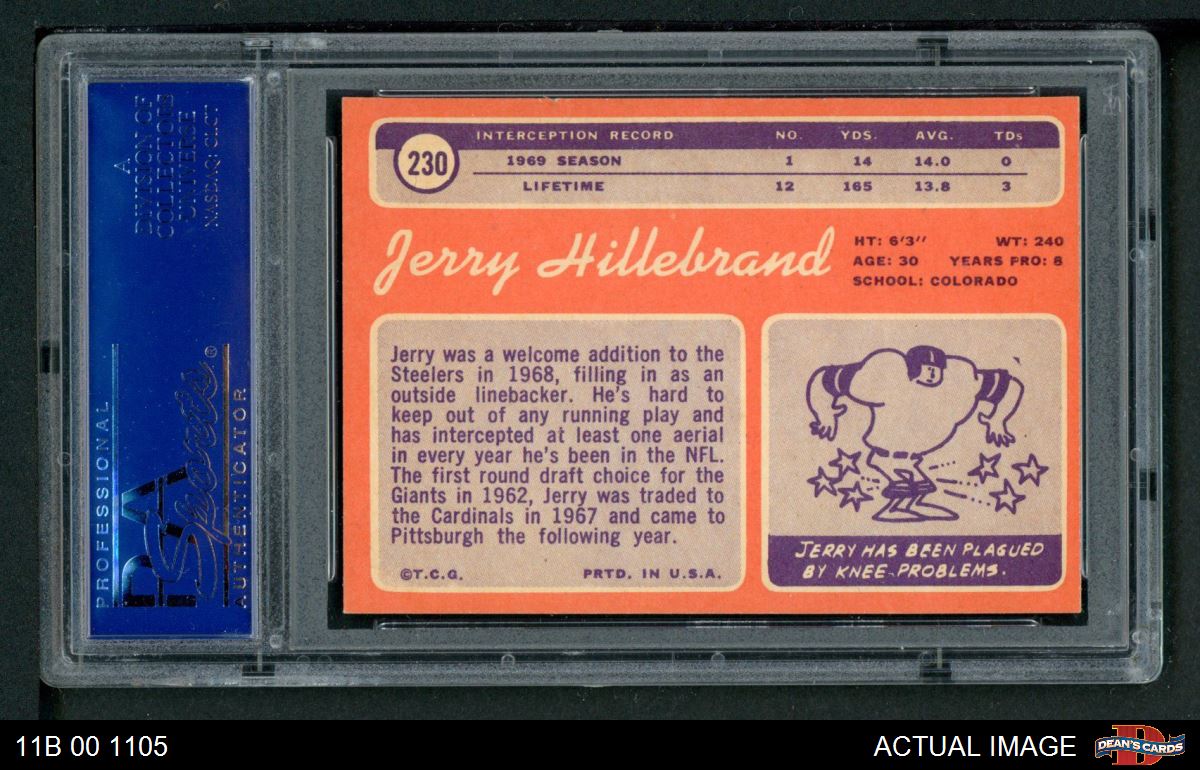 A
DIVISION OF
COLLECTORS
UNIVERSE
NASDAQ: CLCT
PSA
Sports®
PROFESSIONAL
AUTHENTICATOR
230
INTERCEPTION RECORD NO. YDS. AVG. TDs
1969 SEASON 1 14 14.0 0
LIFETIME 12 165 13.8 3
Jerry Hillebrand
HT: 6'3" WT: 240
AGE: 30 YEARS PRO: 8
SCHOOL: COLORADO
Jerry was a welcome addition to the
Steelers in 1968, filling in as an
outside linebacker. He's hard to
keep out of any running play and
has intercepted at least one aerial
in every year he's been in the NFL.
The first round draft choice for the
Giants in 1962, Jerry was traded to
the Cardinals in 1967 and came to
Pittsburgh the following year.
©T.C.G. PRTD. IN U.S.A.
JERRY HAS BEEN PLAGUED
BY KNEE PROBLEMS.
11B 00 1105
ACTUAL IMAGE
D
DEAN'S CARDS